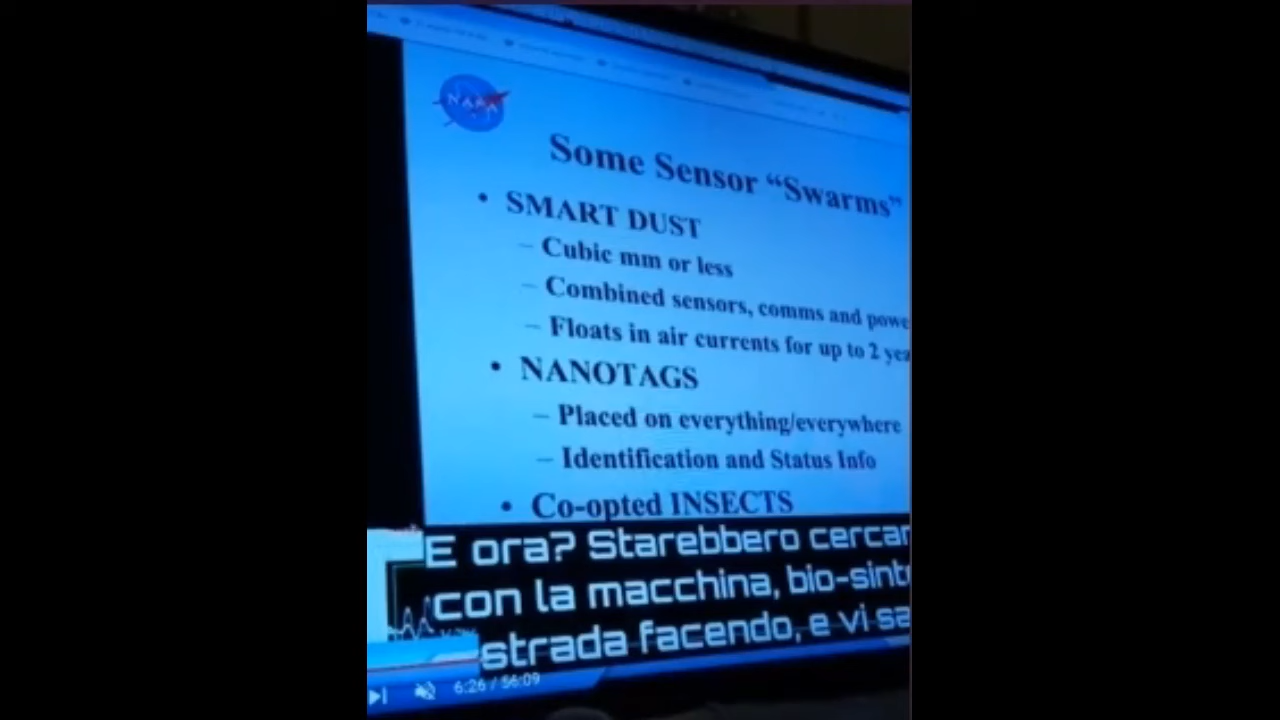 NASA
Some Sensor “Swarms”
• SMART DUST
– Cubic mm or less
– Combined sensors, comms and powe
– Floats in air currents for up to 2 yea
• NANOTAGS
– Placed on everything/everywhere
– Identification and Status Info
• Co-opted INSECTS
E ora? Starebbero cercar
con la macchina, bio-sint
strada facendo, e vi sa
6:26 / 56:09